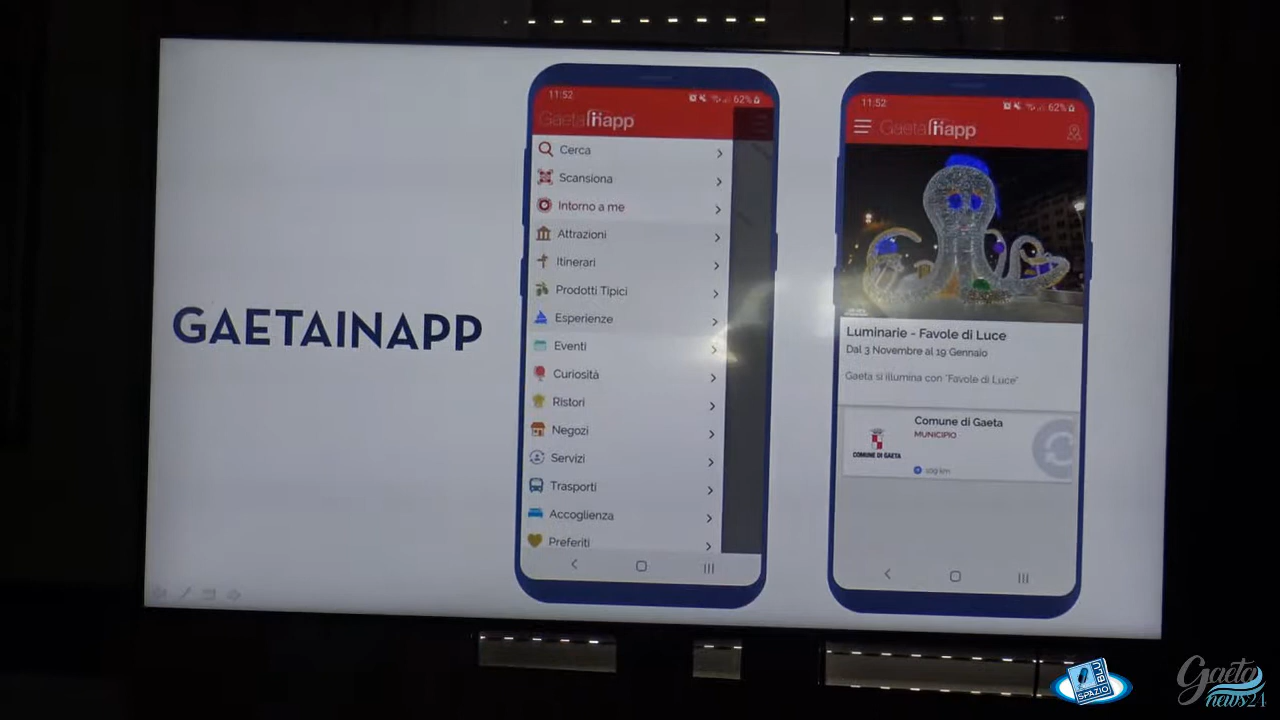 GAETAINAPP
11:52
62%
GaetaInapp
Cerca
Scansiona
Intorno a me
Attrazioni
Itinerari
Prodotti Tipici
Esperienze
Eventi
Curiosità
Ristori
Negozi
Servizi
Trasporti
Accoglienza
Preferiti
11:52
62%
GaetaInapp
Luminarie - Favole di Luce
Dal 3 Novembre al 19 Gennaio
Gaeta si illumina con "Favole di Luce"
COMUNE DI GAETA
Comune di Gaeta
MUNICIPIO
109 km
SPAZIO BLU
Gaeta
news24